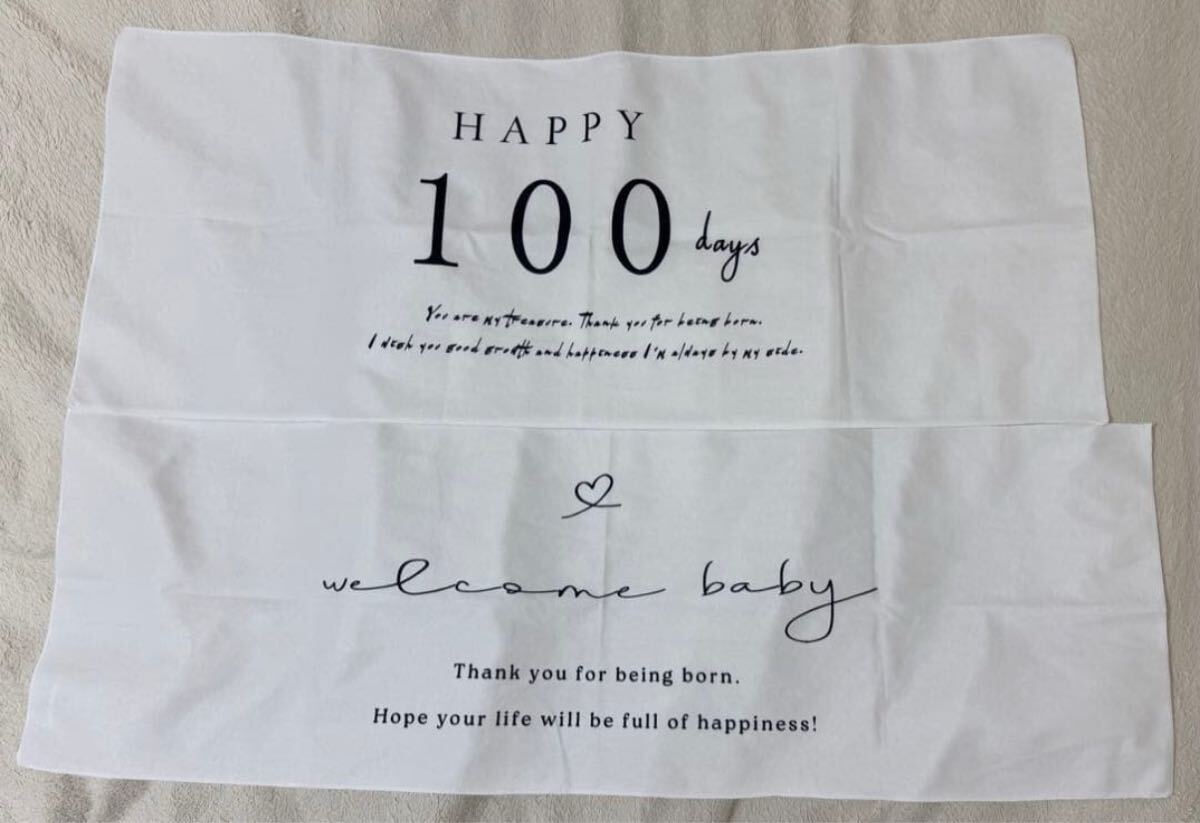 HAPPY
100 days
You are my treasure. Thank you for being born.
I wish you good growth and happiness I'm always by my side.
welcome baby
Thank you for being born.
Hope your life will be full of happiness!